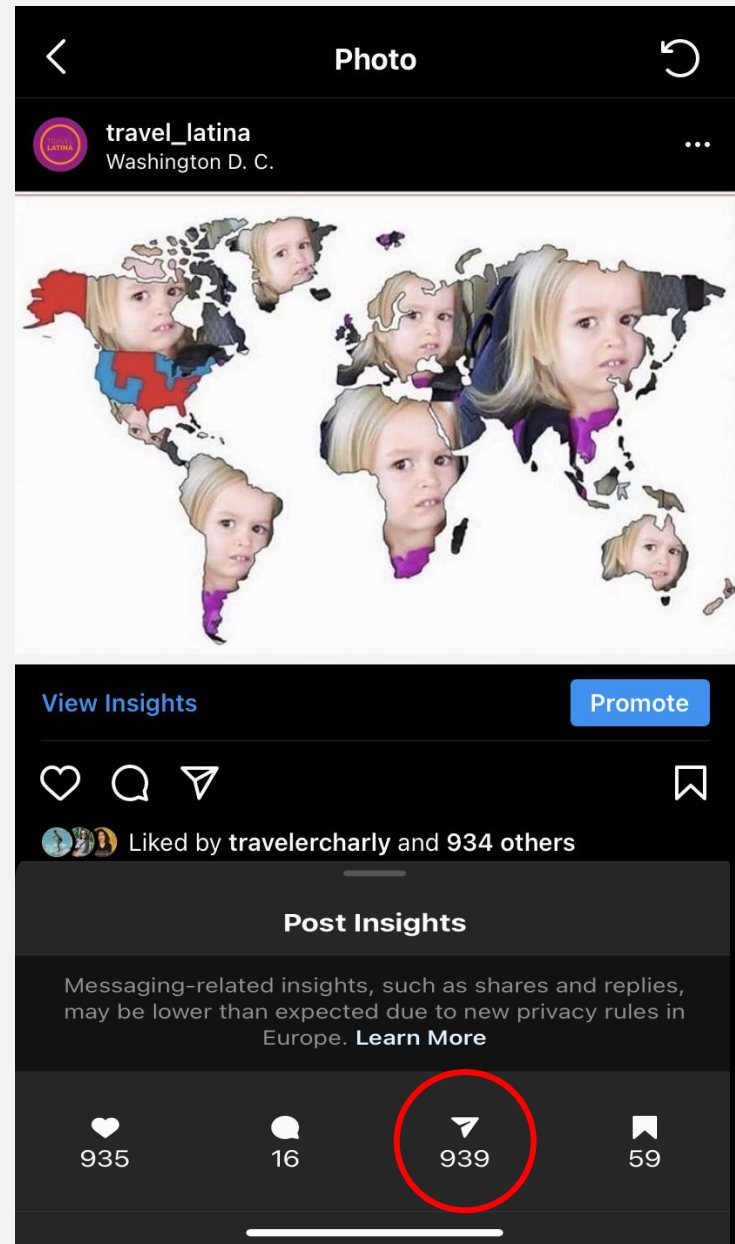 Photo
TRAVEL
LATINA
travel_latina
Washington D. C.
View Insights
Promote
Liked by travelercharly and 934 others
Post Insights
Messaging-related insights, such as shares and replies,
may be lower than expected due to new privacy rules in
Europe. Learn More
935 16 939 59